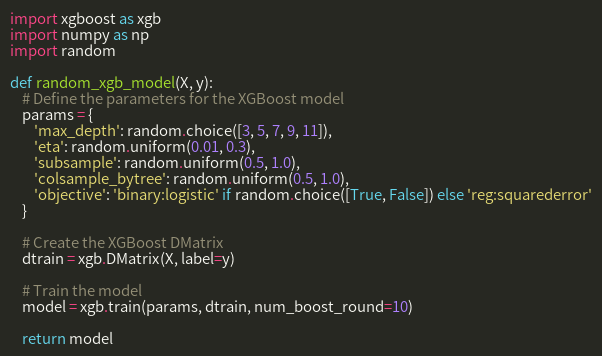 import xgboost as xgb
import numpy as np
import random

def random_xgb_model(X, y):
    # Define the parameters for the XGBoost model
    params = {
        'max_depth': random.choice([3, 5, 7, 9, 11]),
        'eta': random.uniform(0.01, 0.3),
        'subsample': random.uniform(0.5, 1.0),
        'colsample_bytree': random.uniform(0.5, 1.0),
        'objective': 'binary:logistic' if random.choice([True, False]) else 'reg:squarederror'
    }

    # Create the XGBoost DMatrix
    dtrain = xgb.DMatrix(X, label=y)

    # Train the model
    model = xgb.train(params, dtrain, num_boost_round=10)

    return model